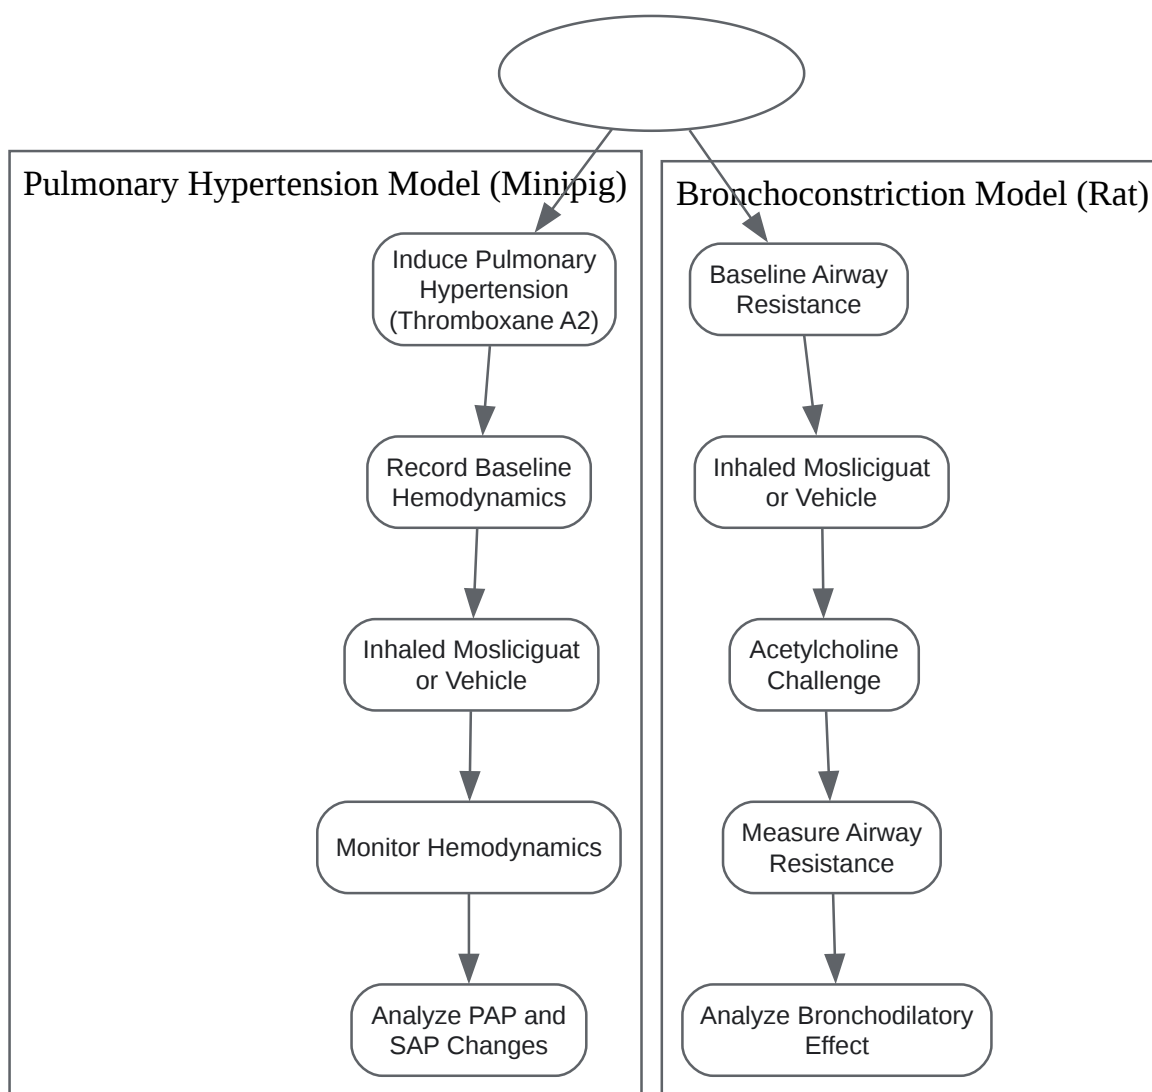 Pulmonary Hypertension Model (Minipig)
Induce Pulmonary
Hypertension
(Thromboxane A2)
Record Baseline
Hemodynamics
Inhaled Mosliciguat
or Vehicle
Monitor Hemodynamics
Analyze PAP and
SAP Changes
Bronchoconstriction Model (Rat)
Baseline Airway
Resistance
Inhaled Mosliciguat
or Vehicle
Acetylcholine
Challenge
Measure Airway
Resistance
Analyze Bronchodilatory
Effect